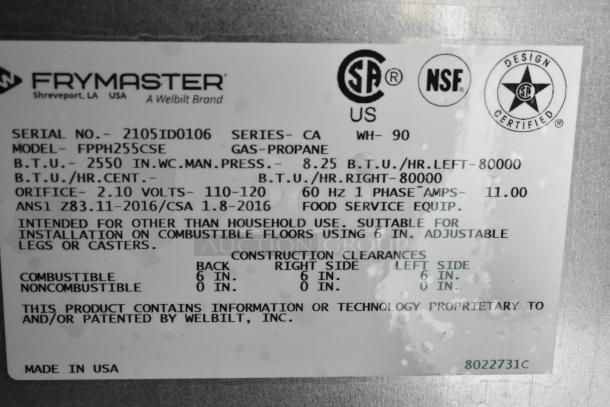 FRYMASTER
Shreveport, LA USA A Welbilt Brand
SA ® US
NSF®
DESIGN CERTIFIED ®
SERIAL NO.- 2105ID0106 SERIES- CA WH- 90
MODEL- FPPH255CSE GAS-PROPANE
B.T.U.- 2550 IN.WC.MAN.PRESS.- 8.25 B.T.U./HR.LEFT-80000
B.T.U./HR.CENT.- B.T.U./HR.RIGHT-80000
ORIFICE- 2.10 VOLTS- 110-120 60 Hz 1 PHASE AMPS- 11.00
ANS1 Z83.11-2016/CSA 1.8-2016 FOOD SERVICE EQUIP.
INTENDED FOR OTHER THAN HOUSEHOLD USE. SUITABLE FOR
INSTALLATION ON COMBUSTIBLE FLOORS USING 6 IN. ADJUSTABLE
LEGS OR CASTERS.
AUCTION GROUP
CONSTRUCTION CLEARANCES
BACK RIGHT SIDE LEFT SIDE
COMBUSTIBLE 6 IN. 6 IN. 6 IN.
NONCOMBUSTIBLE 0 IN. 0 IN. 0 IN.
THIS PRODUCT CONTAINS INFORMATION OR TECHNOLOGY PROPRIETARY TO
AND/OR PATENTED BY WELBILT, INC.
MADE IN USA 8022731C